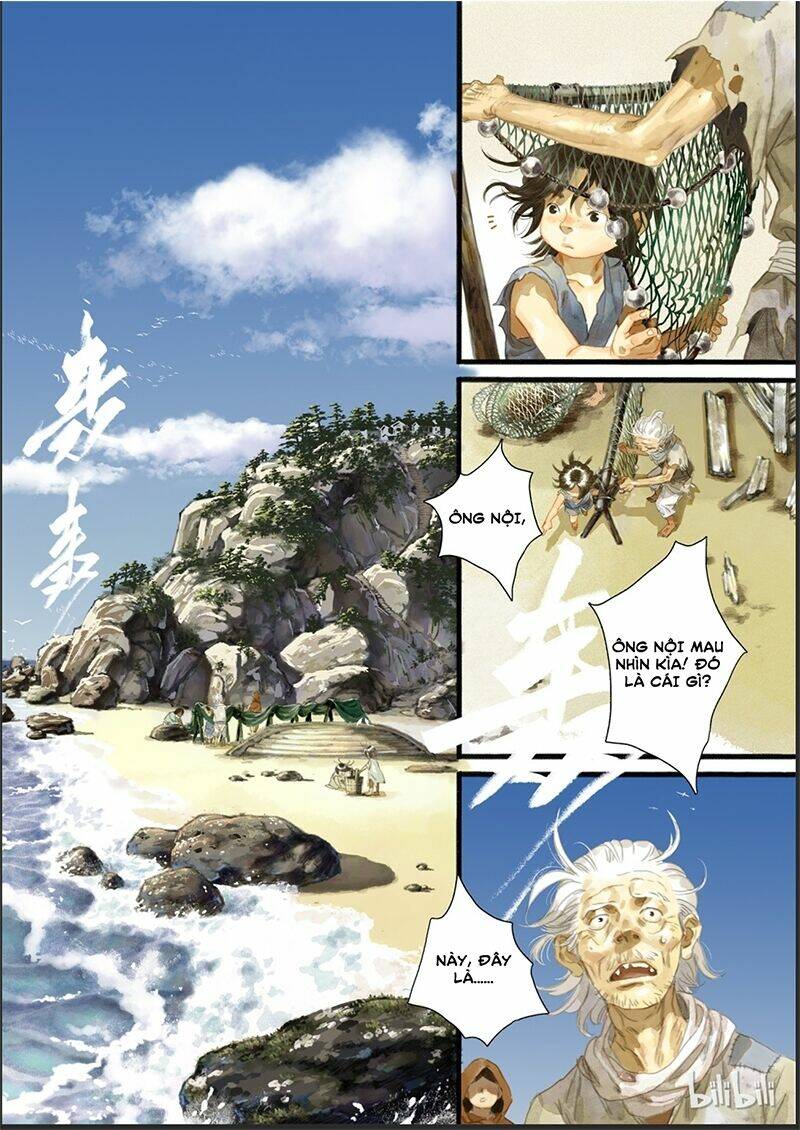 ÔNG NỘI,
ÔNG NỘI MAU
NHÌN KÌA! ĐÓ
LÀ CÁI GÌ?
NÀY, ĐÂY
LÀ......
bilibili